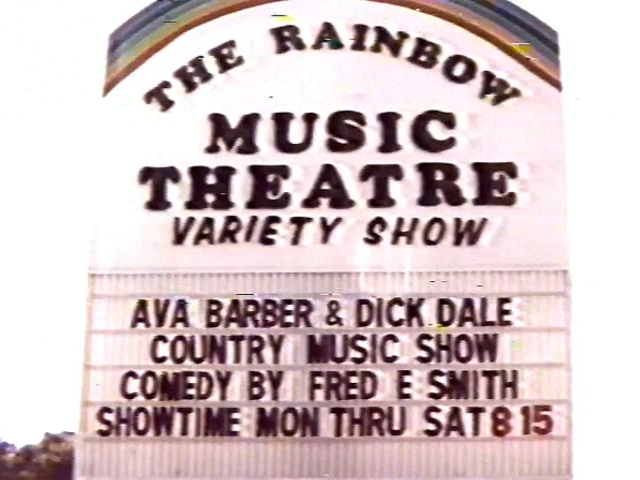 THE RAINBOW
MUSIC
THEATRE
VARIETY SHOW
AVA BARBER & DICK DALE
COUNTRY MUSIC SHOW
COMEDY BY FRED E SMITH
SHOWTIME MON THRU SAT 8 15